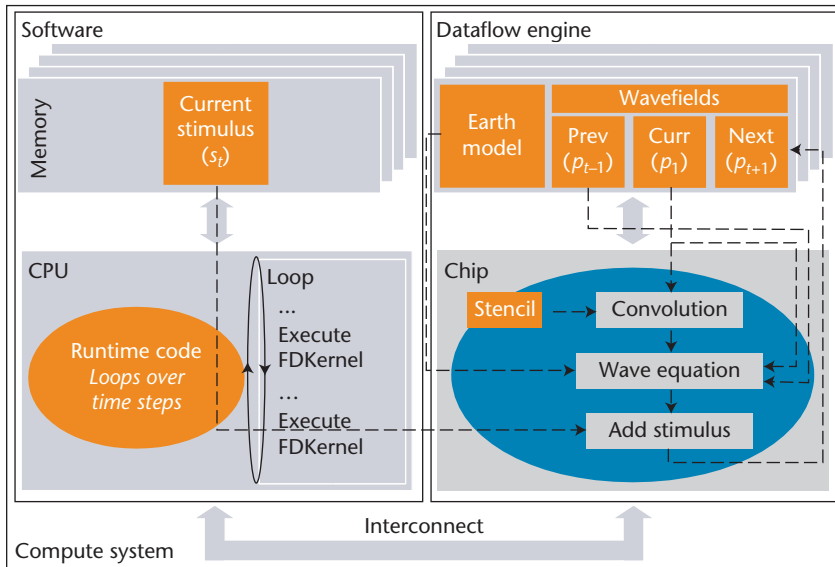 Software
Memory
Current
stimulus
(s_t)
CPU
Runtime code
Loops over
time steps
Loop
...
Execute
FDKernel
...
Execute
FDKernel
Dataflow engine
Earth
model
Wavefields
Prev
(p_{t–1})
Curr
(p_1)
Next
(p_{t+1})
Chip
Stencil
Convolution
Wave equation
Add stimulus
Interconnect
Compute system